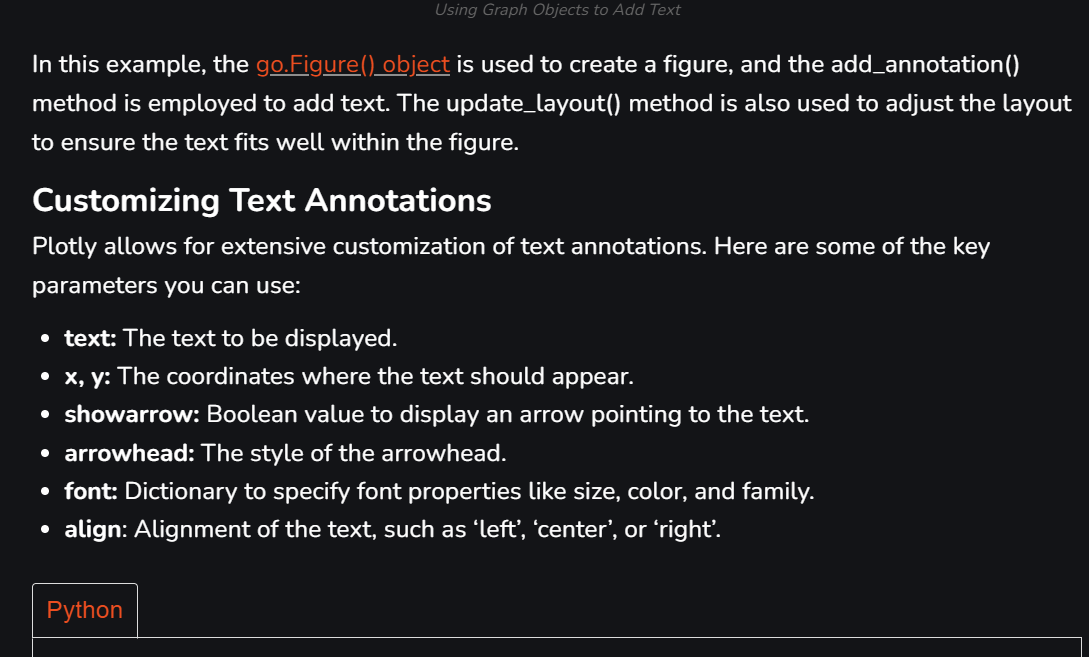 Using Graph Objects to Add Text
In this example, the go.Figure() object is used to create a figure, and the add_annotation()
method is employed to add text. The update_layout() method is also used to adjust the layout
to ensure the text fits well within the figure.
Customizing Text Annotations
Plotly allows for extensive customization of text annotations. Here are some of the key
parameters you can use:
• text: The text to be displayed.
• x, y: The coordinates where the text should appear.
• showarrow: Boolean value to display an arrow pointing to the text.
• arrowhead: The style of the arrowhead.
• font: Dictionary to specify font properties like size, color, and family.
• align: Alignment of the text, such as ‘left’, ‘center’, or ‘right’.
Python